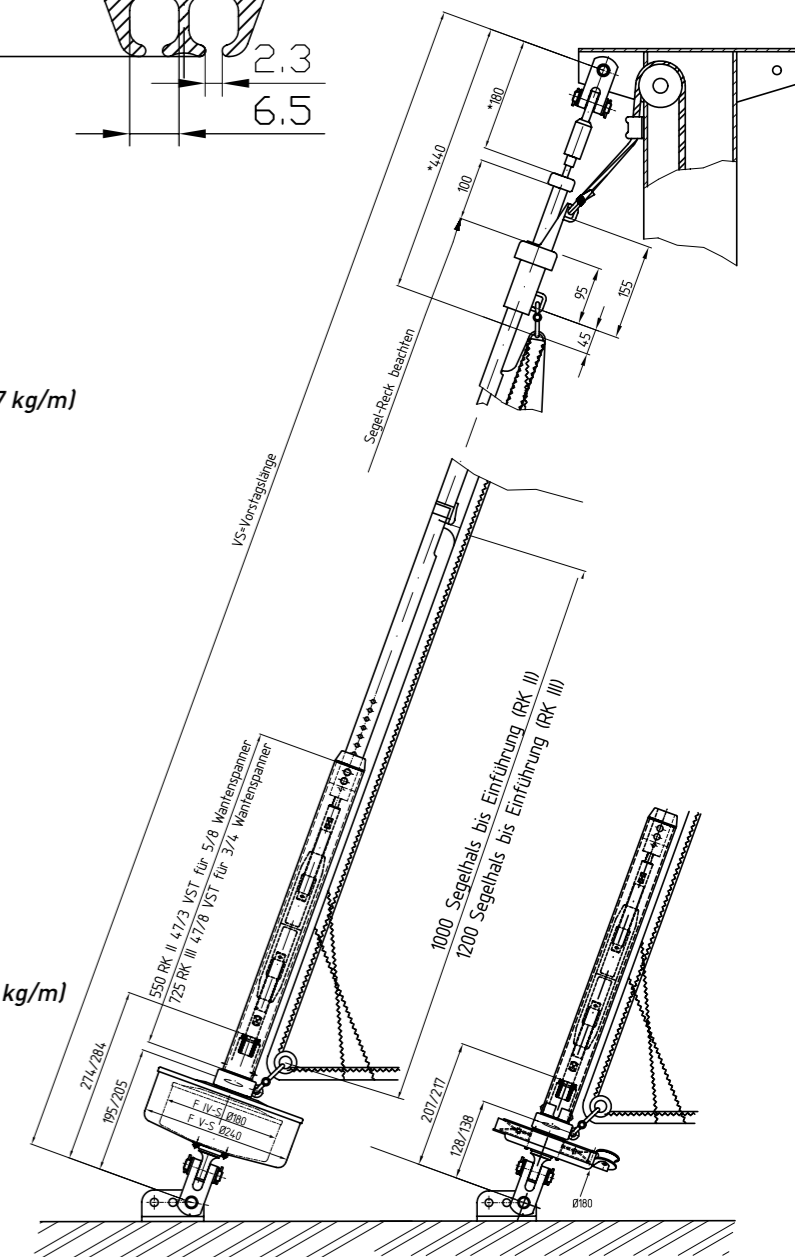 2.3
6.5
*180
*440
100
95
155
45
7 kg/m)
Segel-Reck beachten
VS=Vorstagslänge
1000 Segelhals bis Einführung (RK II)
1200 Segelhals bis Einführung (RK III)
550 RK II 47/3 VST für 5/8 Wantenspanner
725 RK III 47/8 VST für 3/4 Wantenspanner
kg/m)
274/284
195/205
F IV-S Ø180
F V-S Ø240
207/217
128/138
Ø180